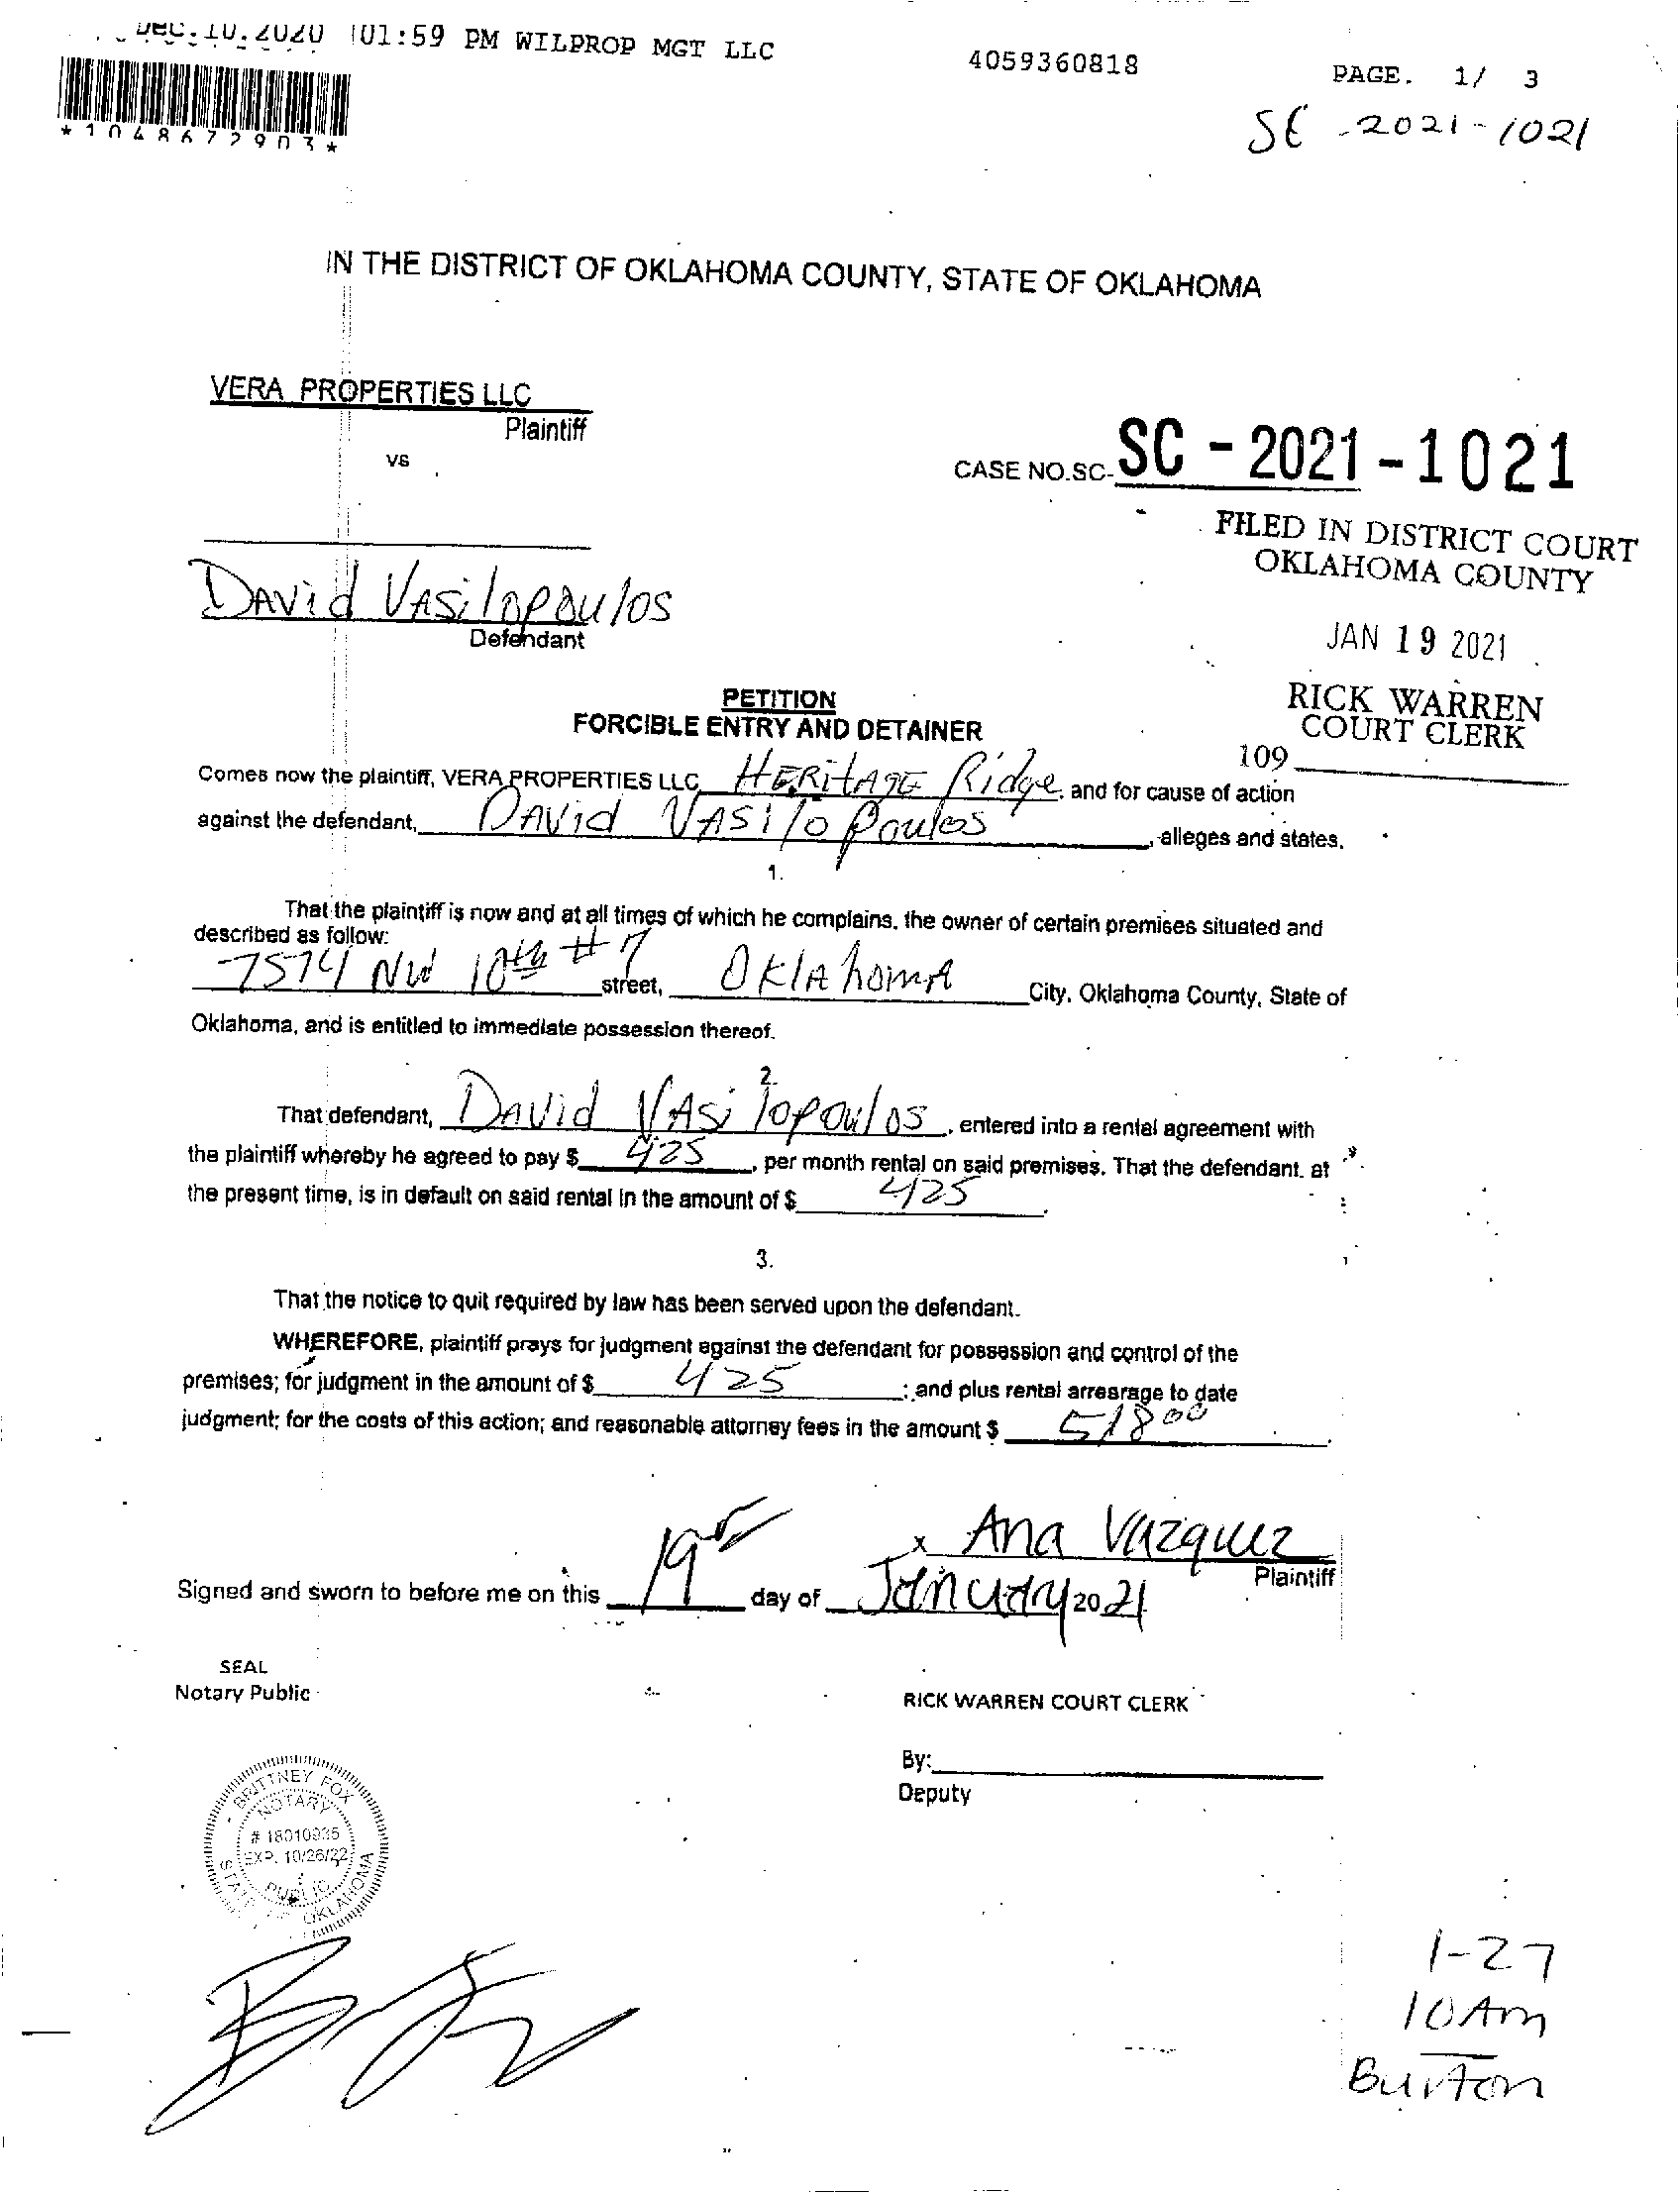 DEC.10.2020 01:59 PM WILPROP MGT LLC 4059360818 PAGE. 1/ 3
*1048672903*
SC -2021-1021
IN THE DISTRICT OF OKLAHOMA COUNTY, STATE OF OKLAHOMA
VERA PROPERTIES LLC
Plaintiff
vs
CASE NO.SC- SC - 2021 - 1021
FILED IN DISTRICT COURT
OKLAHOMA COUNTY
David Vasilopoulos
Defendant
JAN 19 2021
RICK WARREN
COURT CLERK
109
PETITION
FORCIBLE ENTRY AND DETAINER
Comes now the plaintiff, VERA PROPERTIES LLC, HERitAGE Ridge, and for cause of action
against the defendant, David Vasilopoulos, alleges and states.
1.
That the plaintiff is now and at all times of which he complains, the owner of certain premises situated and
described as follow:
7574 NW 10th #7 street, OKlAhomA City, Oklahoma County, State of
Oklahoma, and is entitled to immediate possession thereof.
2.
That defendant, David Vasilopoulos, entered into a rental agreement with
the plaintiff whereby he agreed to pay $ 425, per month rental on said premises. That the defendant, at
the present time, is in default on said rental in the amount of $ 425.
3.
That the notice to quit required by law has been served upon the defendant.
WHEREFORE, plaintiff prays for judgment against the defendant for possession and control of the
premises; for judgment in the amount of $ 425; and plus rental arrearage to date
judgment; for the costs of this action; and reasonable attorney fees in the amount $ 518 00.
x Ana Vazquez
Plaintiff
Signed and sworn to before me on this 19 day of January 2021
SEAL
Notary Public
RICK WARREN COURT CLERK
By:
Deputy
BRITTNEY FOX
NOTARY
# 18010935
EXP. 10/26/22
PUBLIC
STATE OF OKLAHOMA
1-27
10Am
Burton